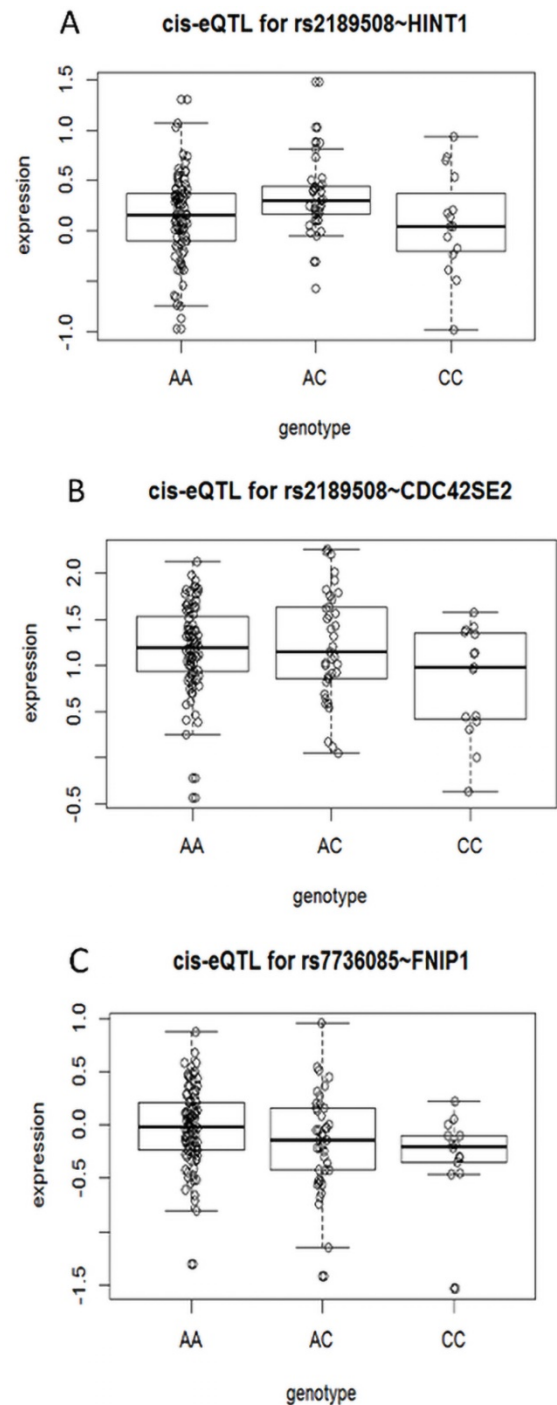 A
cis-eQTL for rs2189508~HINT1
expression
1.5
1.0
0.5
0.0
-1.0
AA AC CC
genotype
B
cis-eQTL for rs2189508~CDC42SE2
expression
2.0
1.5
1.0
0.5
-0.5
AA AC CC
genotype
C
cis-eQTL for rs7736085~FNIP1
expression
1.0
0.5
0.0
-0.5
-1.5
AA AC CC
genotype